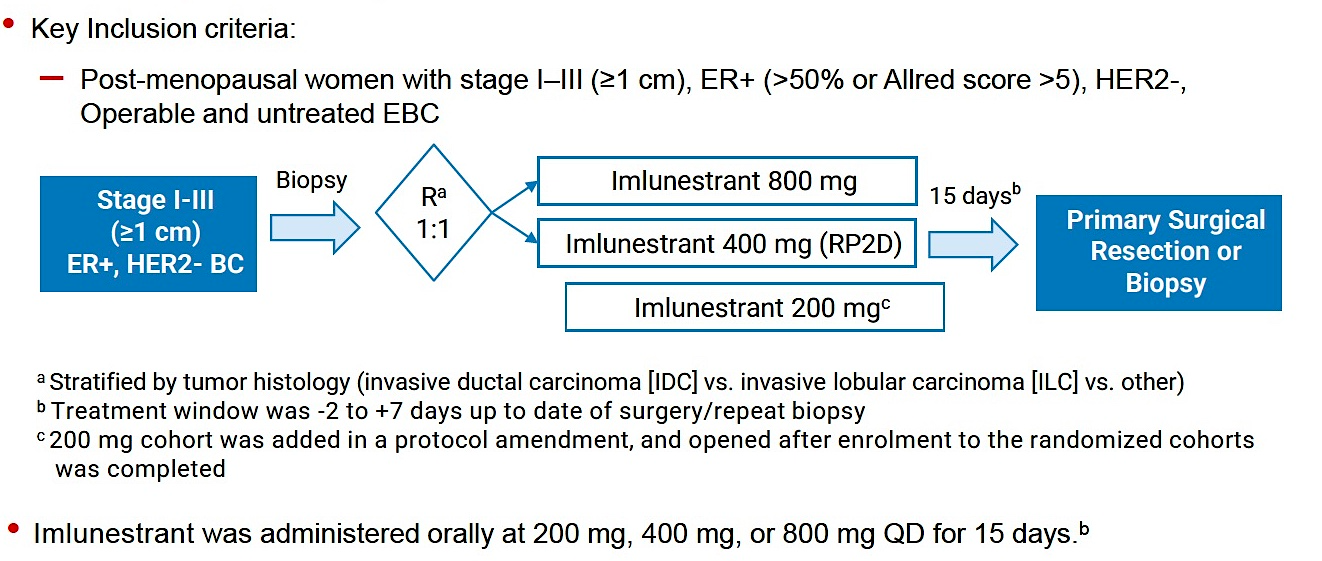 • Key Inclusion criteria:
— Post-menopausal women with stage I–III (≥1 cm), ER+ (>50% or Allred score >5), HER2-,
Operable and untreated EBC
Stage I-III
(≥1 cm)
ER+, HER2- BC
Biopsy
Rᵃ
1:1
Imlunestrant 800 mg
Imlunestrant 400 mg (RP2D)
Imlunestrant 200 mgᶜ
15 daysᵇ
Primary Surgical
Resection or
Biopsy
ᵃ Stratified by tumor histology (invasive ductal carcinoma [IDC] vs. invasive lobular carcinoma [ILC] vs. other)
ᵇ Treatment window was -2 to +7 days up to date of surgery/repeat biopsy
ᶜ 200 mg cohort was added in a protocol amendment, and opened after enrolment to the randomized cohorts
was completed
• Imlunestrant was administered orally at 200 mg, 400 mg, or 800 mg QD for 15 days.ᵇ